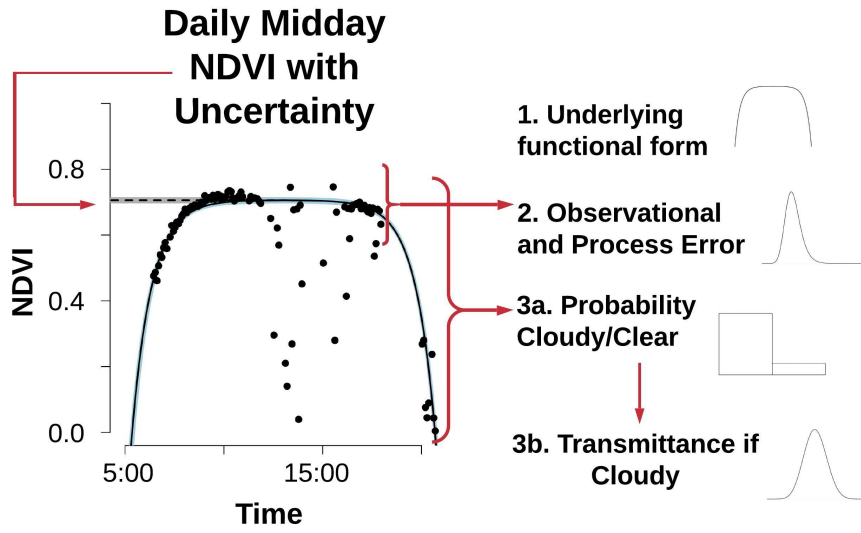 Daily Midday
NDVI with
Uncertainty
1. Underlying
functional form
2. Observational
and Process Error
3a. Probability
Cloudy/Clear
3b. Transmittance if
Cloudy
NDVI
0.8
0.4
0.0
5:00
15:00
Time